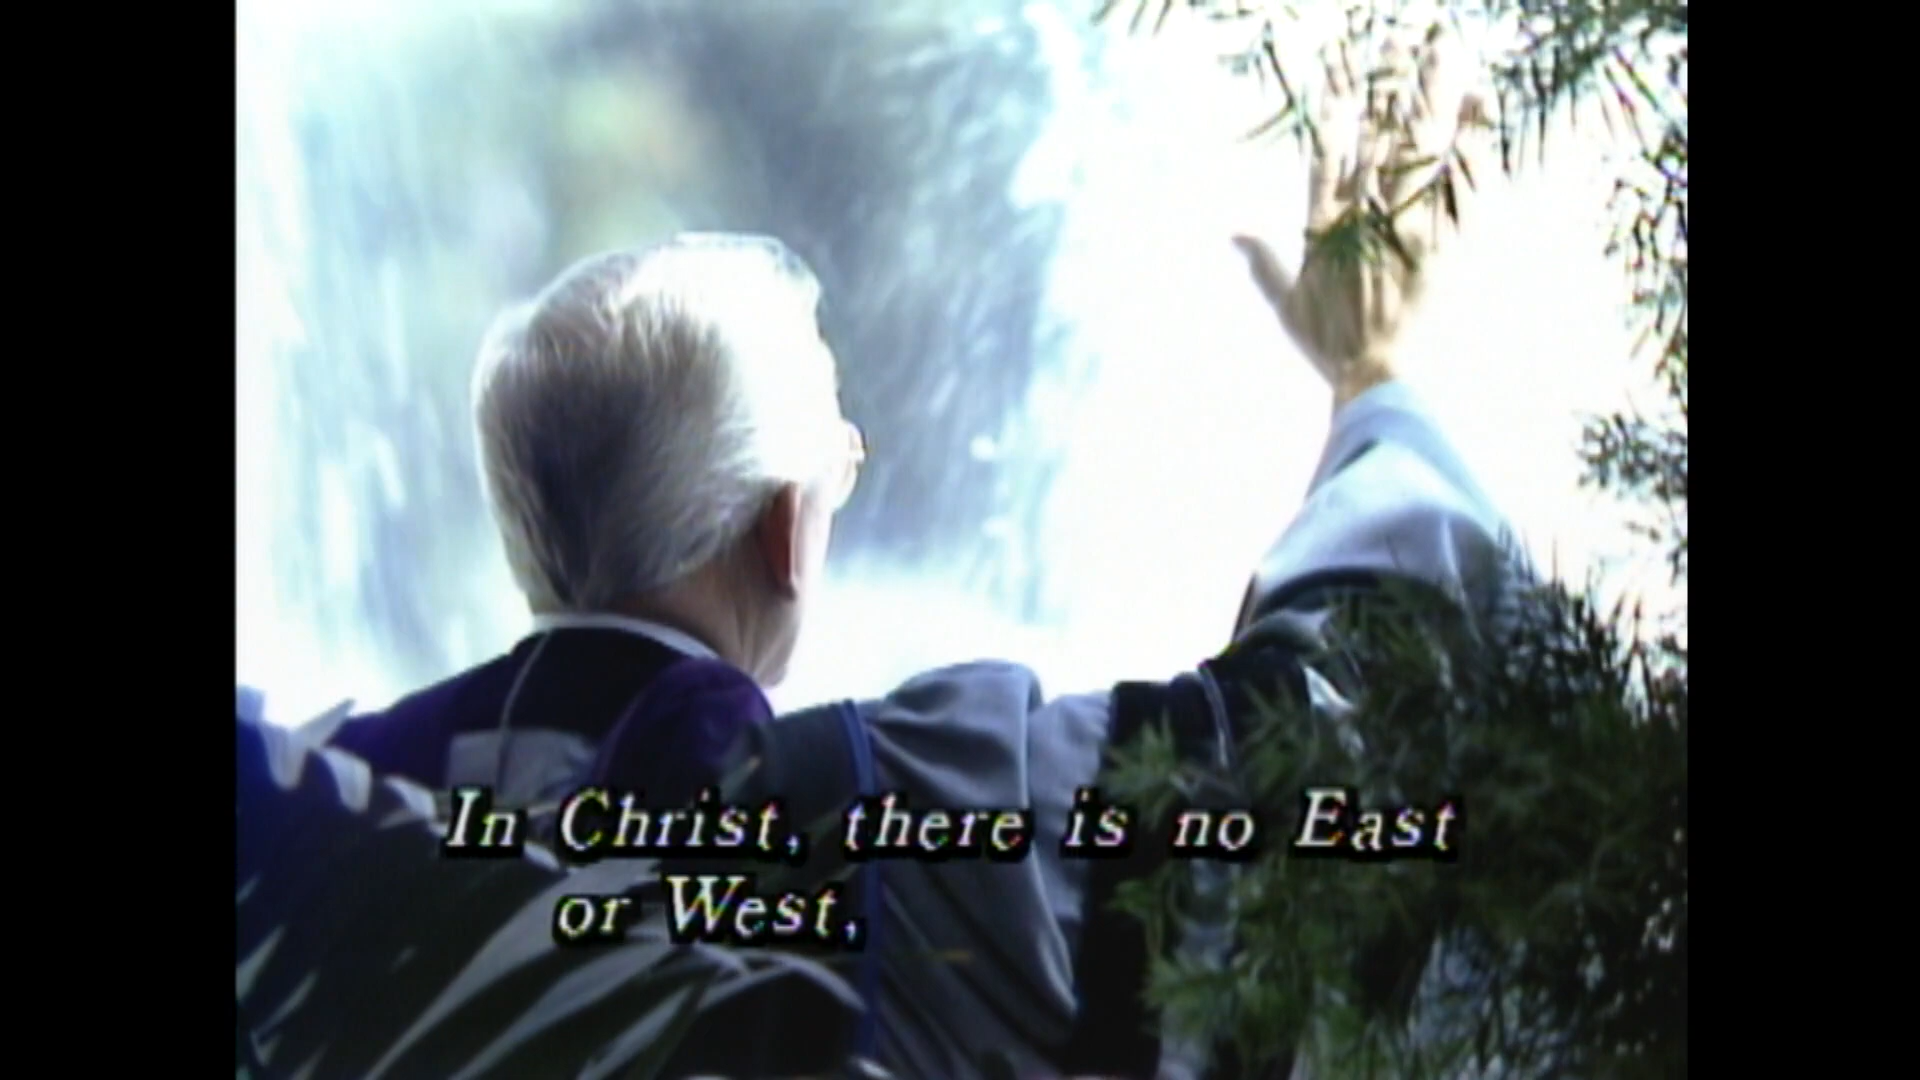 In Christ, there is no East
or West,